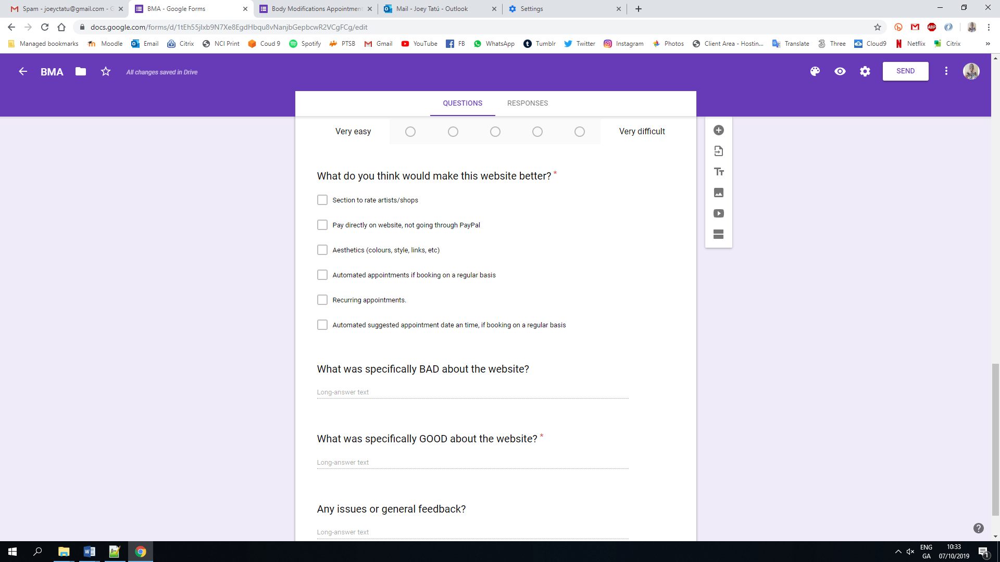 Spam - joeyctatu@gmail.com - G
BMA - Google Forms
Body Modifications Appointment
Mail - Joey Tatú - Outlook
Settings
docs.google.com/forms/d/1tEh55jIxb9N7Xe8EgdHbqu8vNanjbGepbcwR2VCgFCg/edit
Managed bookmarks
Moodle
Email
Citrix
NCI Print
Coud 9
Spotify
PTSB
Gmail
YouTube
FB
WhatsApp
Tumblr
Twitter
Instagram
Photos
Client Area - Hostin...
Translate
Three
Cloud9
Netflix
Citrix
»
BMA
All changes saved in Drive
SEND
QUESTIONS
RESPONSES
Very easy
Very difficult
What do you think would make this website better? *
Section to rate artists/shops
Pay directly on website, not going through PayPal
Aesthetics (colours, style, links, etc)
Automated appointments if booking on a regular basis
Recurring appointments.
Automated suggested appointment date an time, if booking on a regular basis
What was specifically BAD about the website?
Long-answer text
What was specifically GOOD about the website? *
Long-answer text
Any issues or general feedback?
Long-answer text
ENG
GA
10:33
07/10/2019
1